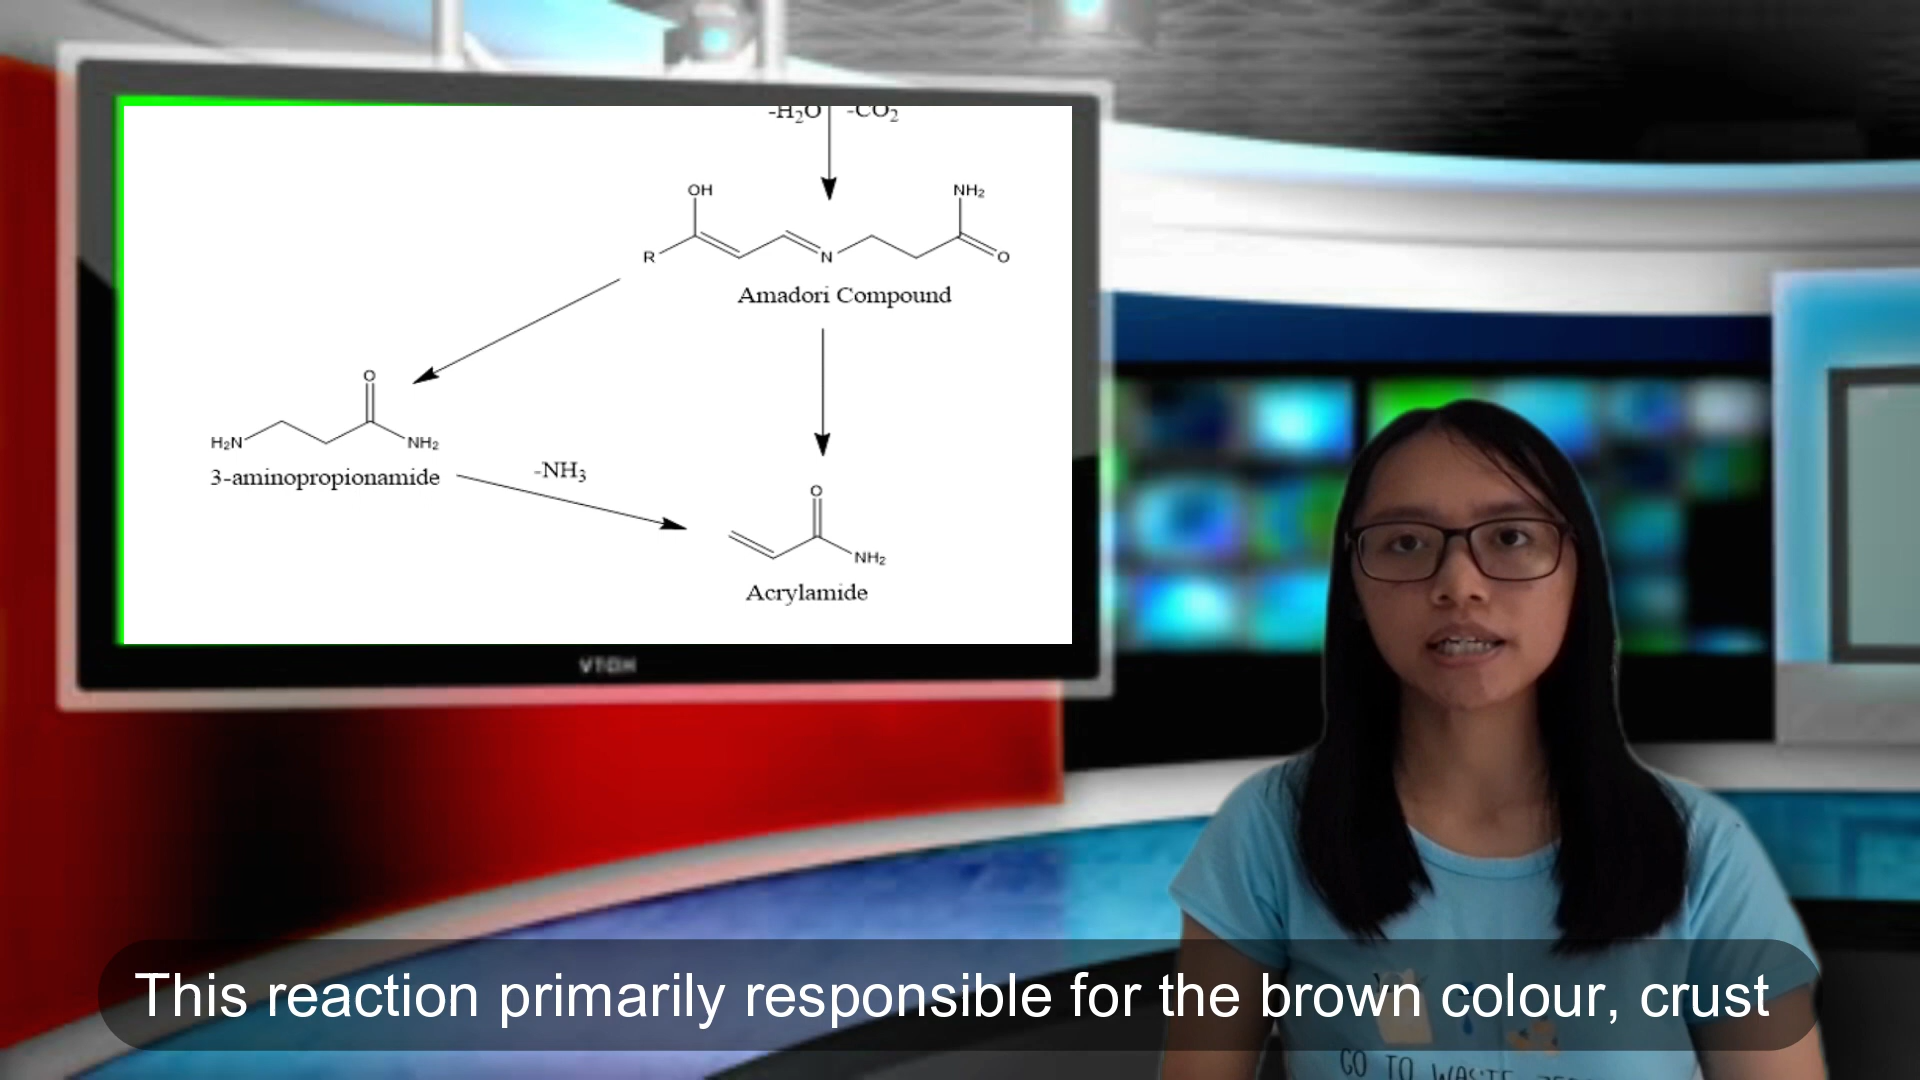 -H2O -CO2
OH
NH2
R
N
O
Amadori Compound
O
H2N
NH2
3-aminopropionamide
-NH3
O
NH2
Acrylamide
VTGH
This reaction primarily responsible for the brown colour, crust
GO TO WASTE